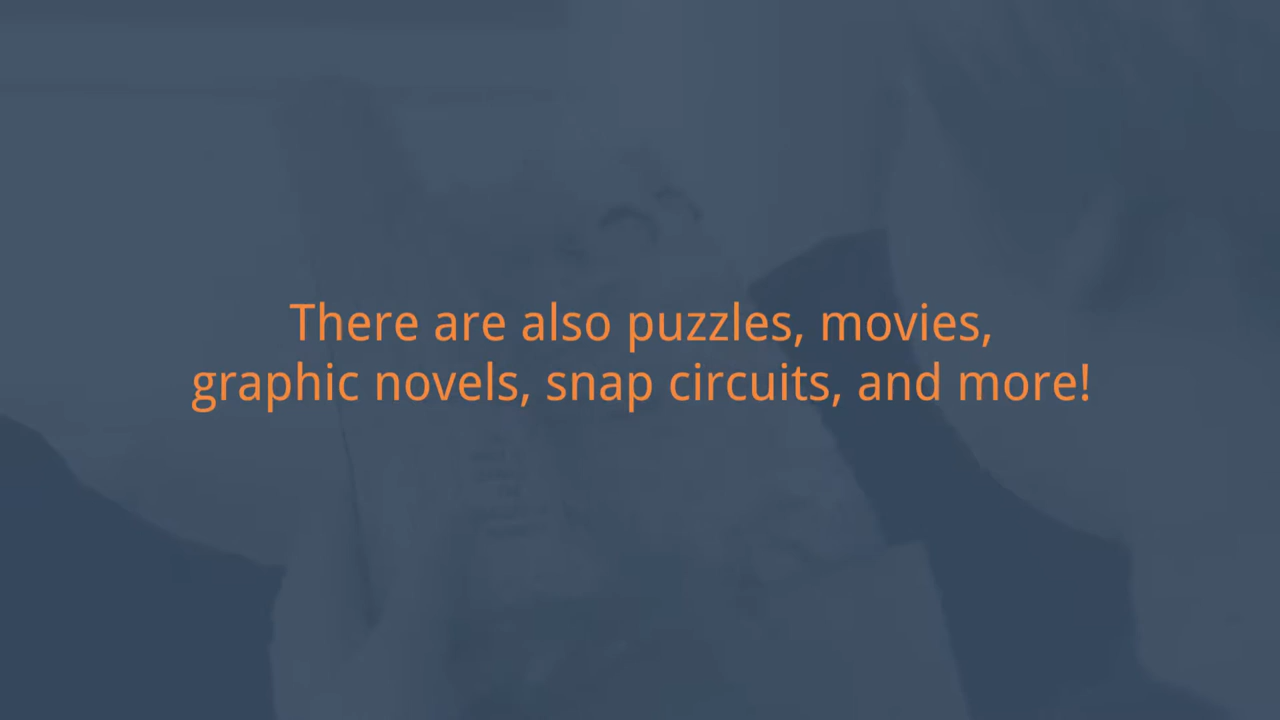 There are also puzzles, movies,
graphic novels, snap circuits, and more!